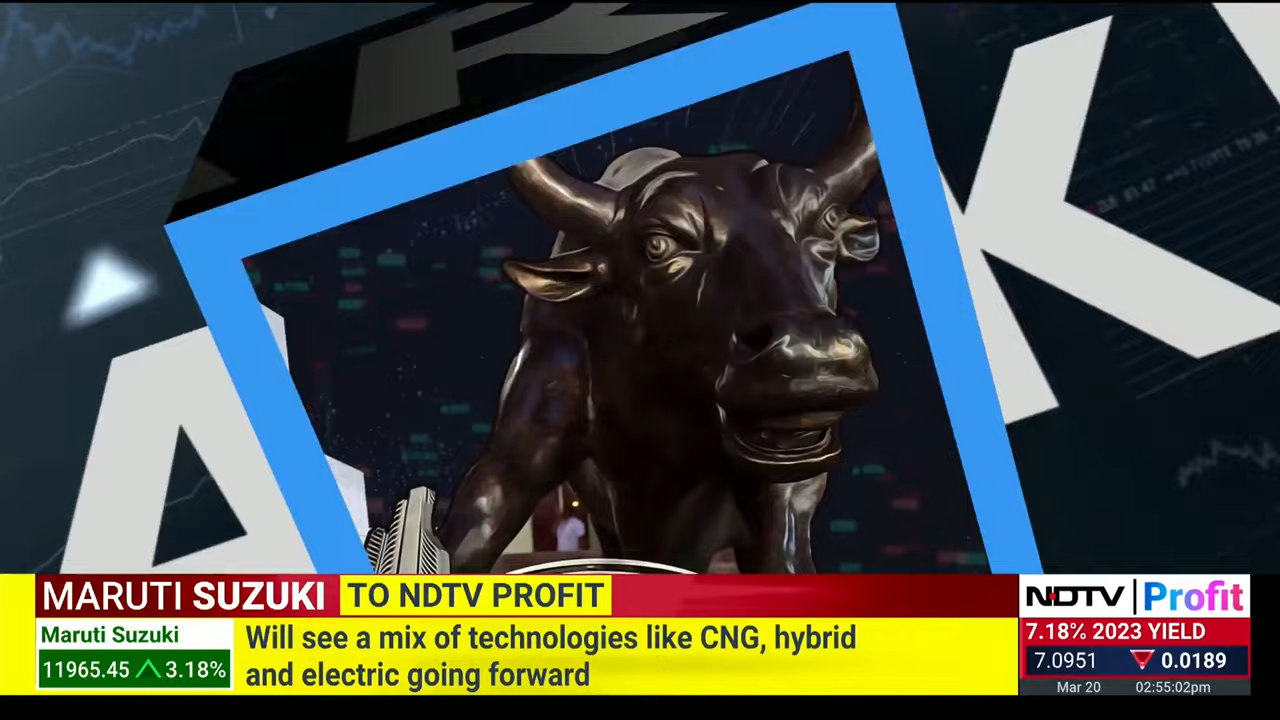 R
A
K
MARUTI SUZUKI TO NDTV PROFIT
Maruti Suzuki
11965.45 3.18%
Will see a mix of technologies like CNG, hybrid
and electric going forward
NDTV | Profit
7.18% 2023 YIELD
7.0951 0.0189
Mar 20 02:55:02pm